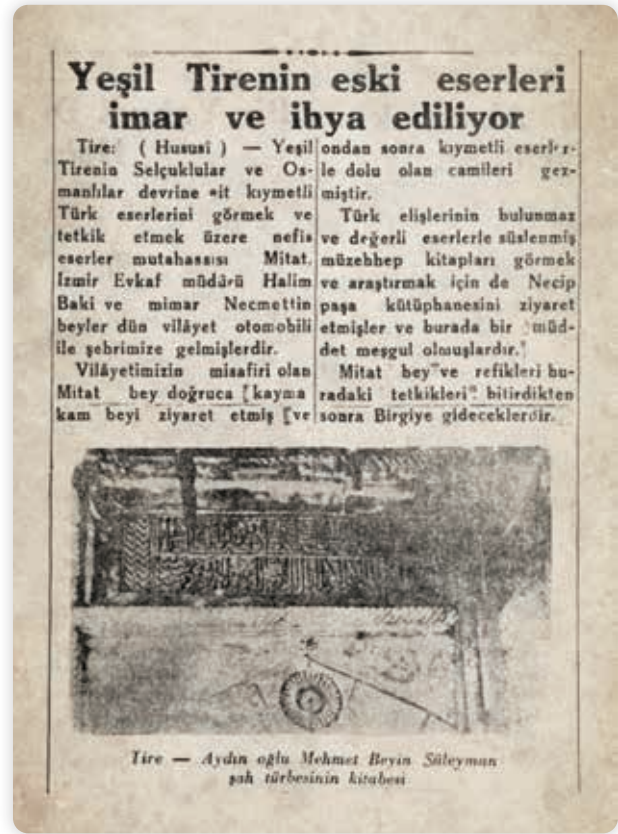 Yeşil Tirenin eski eserleri
imar ve ihya ediliyor
Tire: ( Hususî ) — Yeşil
Tirenin Selçuklular ve Os-
manlılar devrine ait kıymetli
Türk eserlerini görmek ve
tetkik etmek üzere nefis
eserler mutahassısı Mitat,
İzmir Evkaf müdürü Halim
Baki ve mimar Necmettin
beyler dün vilâyet otomobili
ile şehrimize gelmişlerdir.
Vilâyetimizin misafiri olan
Mitat bey doğruca [kayma
kam beyi ziyaret etmiş [ve
ondan sonra kıymetli eserler-
le dolu olan camileri gez-
miştir.
Türk elişlerinin bulunmaz
ve değerli eserlerle süslenmiş
müzehhep kitapları görmek
ve araştırmak için de Necip
paşa kütüphanesini ziyaret
etmişler ve burada bir müd-
det meşgul olmuşlardır.
Mitat bey ve refikleri bu-
radaki tetkikleri bitirdikten
sonra Birgiye gideceklerdir.
Tire — Aydın oğlu Mehmet Beyin Süleyman
şah türbesinin kitabesi